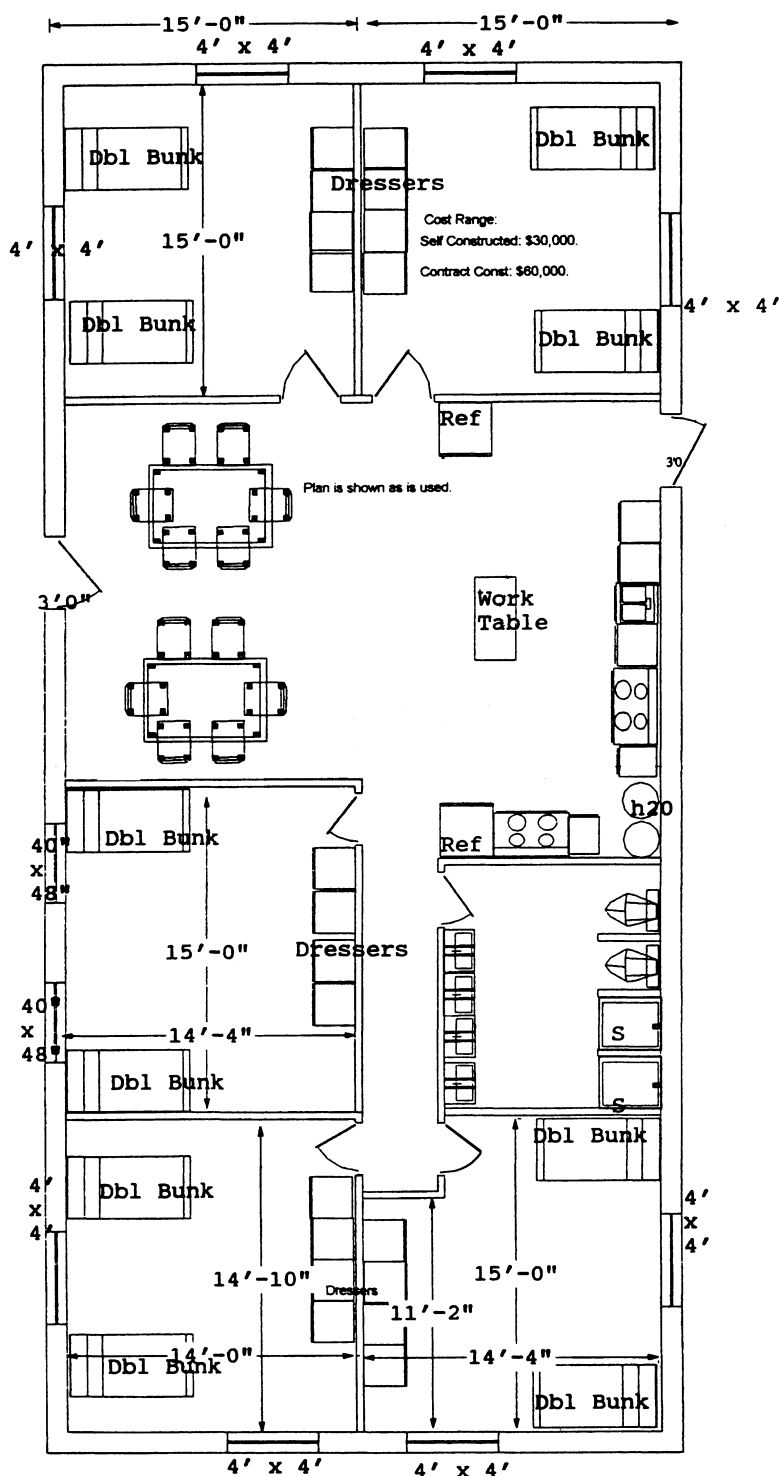 15'-0" 15'-0"
4' x 4' 4' x 4'
Dbl Bunk
Dbl Bunk
Dressers
Cost Range:
Self Constructed: $30,000.
Contract Const: $60,000.
4' x 4'
15'-0"
4' x 4'
Dbl Bunk
Dbl Bunk
Ref
3'0
Plan is shown as is used.
3'0"
Work
Table
h20
Ref
Dbl Bunk
40"
x
48"
15'-0"
Dressers
40"
x
48"
14'-4"
S
Dbl Bunk
S
Dbl Bunk
Dbl Bunk
4'
x
4'
4'
x
4'
14'-10"
15'-0"
Dressers
11'-2"
14'-0"
14'-4"
Dbl Bunk
Dbl Bunk
4' x 4'
4' x 4'